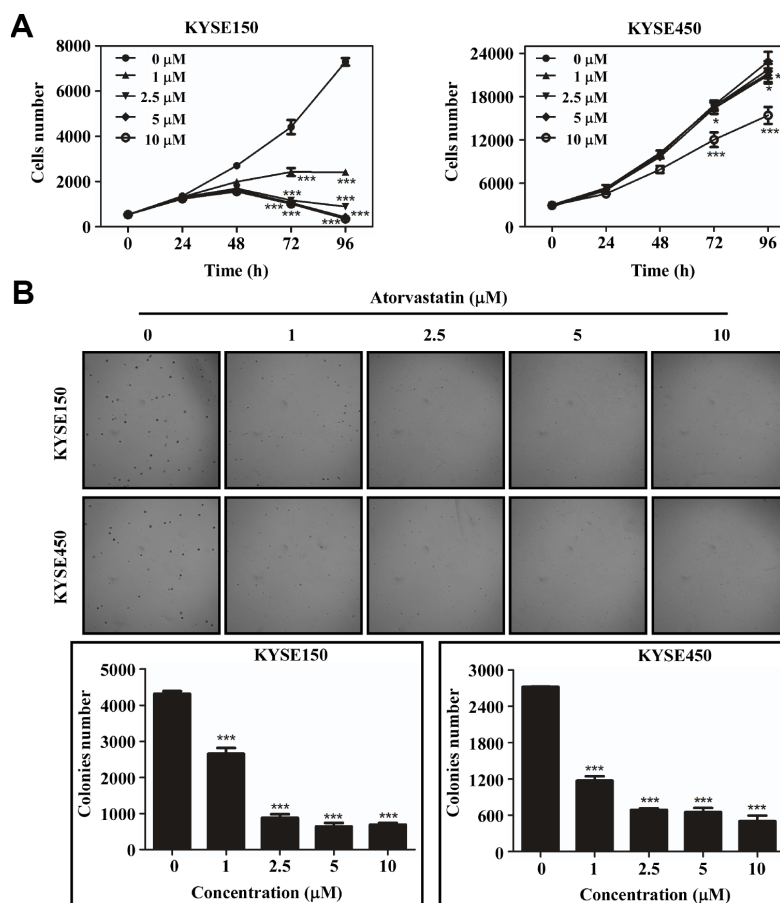 A
KYSE150
Cells number
8000
6000
4000
2000
0
0 μM
1 μM
2.5 μM
5 μM
10 μM
***
***
***
***
***
***
***
***
0 24 48 72 96
Time (h)
KYSE450
Cells number
24000
18000
12000
6000
0
0 μM
1 μM
2.5 μM
5 μM
10 μM
*
*
*
***
***
0 24 48 72 96
Time (h)
B
Atorvastatin (μM)
0 1 2.5 5 10
KYSE150
KYSE450
KYSE150
Colonies number
5000
4000
3000
2000
1000
0
***
***
***
***
0 1 2.5 5 10
Concentration (μM)
KYSE450
Colonies number
3000
2400
1800
1200
600
0
***
***
***
***
0 1 2.5 5 10
Concentration (μM)